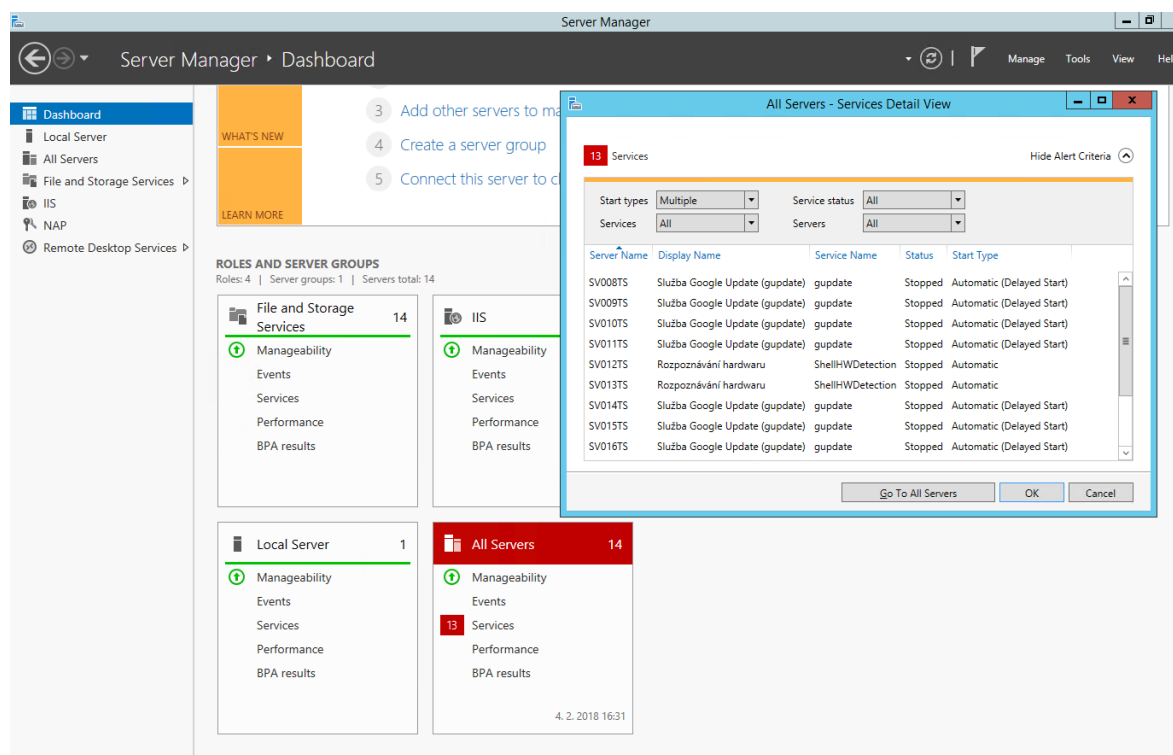 Server Manager
Server Manager • Dashboard
Manage Tools View Hel
Dashboard
Local Server
All Servers
File and Storage Services
IIS
NAP
Remote Desktop Services
WHAT'S NEW
LEARN MORE
3 Add other servers to ma
4 Create a server group
5 Connect this server to cl
ROLES AND SERVER GROUPS
Roles: 4 | Server groups: 1 | Servers total: 14
File and Storage Services 14
Manageability
Events
Services
Performance
BPA results
IIS
Manageability
Events
Services
Performance
BPA results
Local Server 1
Manageability
Events
Services
Performance
BPA results
All Servers 14
Manageability
Events
13 Services
Performance
BPA results
4. 2. 2018 16:31
All Servers - Services Detail View
13 Services
Hide Alert Criteria
Start types Multiple Service status All
Services All Servers All
Server Name Display Name Service Name Status Start Type
SV008TS Služba Google Update (gupdate) gupdate Stopped Automatic (Delayed Start)
SV009TS Služba Google Update (gupdate) gupdate Stopped Automatic (Delayed Start)
SV010TS Služba Google Update (gupdate) gupdate Stopped Automatic (Delayed Start)
SV011TS Služba Google Update (gupdate) gupdate Stopped Automatic (Delayed Start)
SV012TS Rozpoznávání hardwaru ShellHWDetection Stopped Automatic
SV013TS Rozpoznávání hardwaru ShellHWDetection Stopped Automatic
SV014TS Služba Google Update (gupdate) gupdate Stopped Automatic (Delayed Start)
SV015TS Služba Google Update (gupdate) gupdate Stopped Automatic (Delayed Start)
SV016TS Služba Google Update (gupdate) gupdate Stopped Automatic (Delayed Start)
Go To All Servers OK Cancel